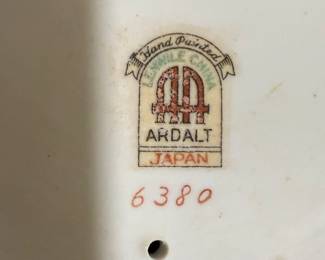 Hand Painted
LENWILE CHINA
ARDALT
JAPAN
6380